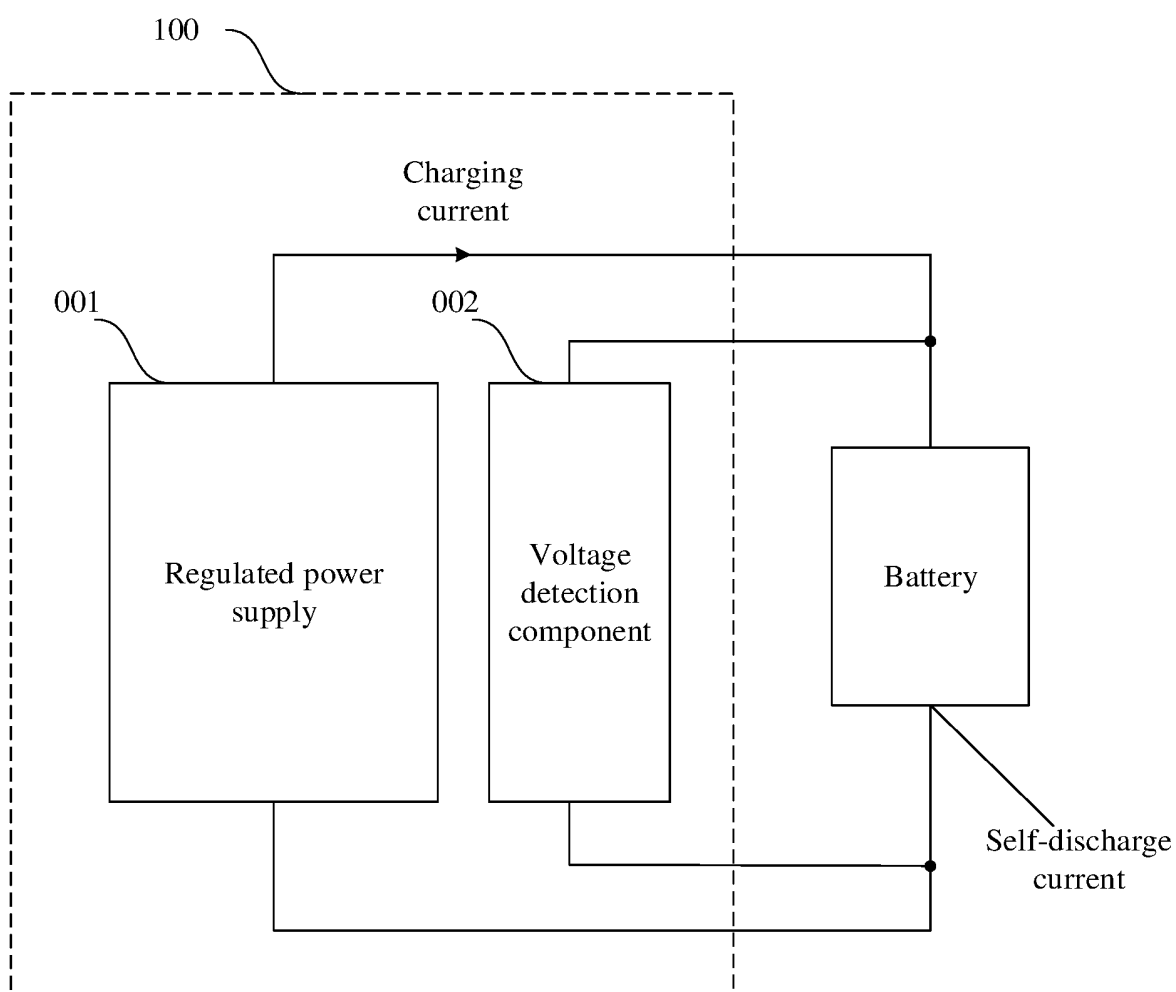 100
Charging
current
001
002
Regulated power
supply
Voltage
detection
component
Battery
Self-discharge
current